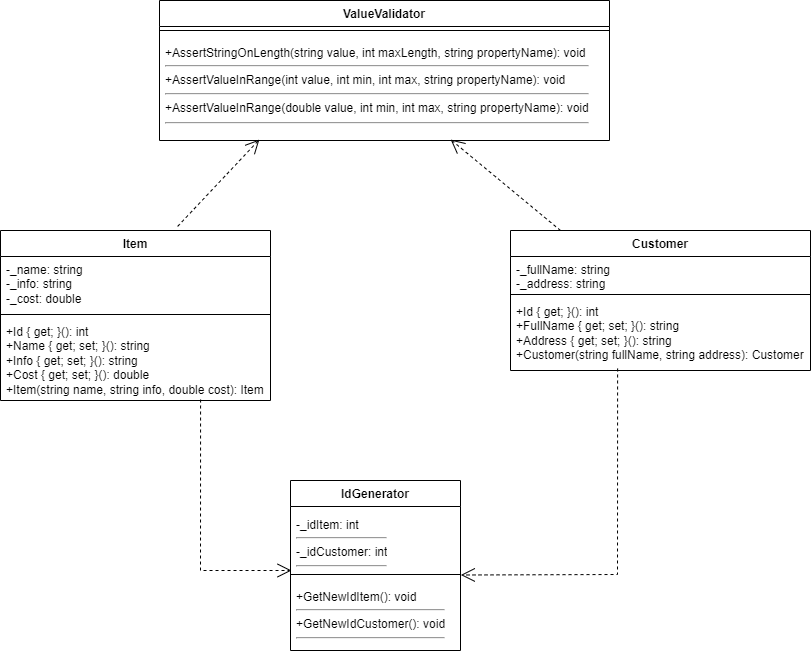 ValueValidator
+AssertStringOnLength(string value, int maxLength, string propertyName): void
+AssertValueInRange(int value, int min, int max, string propertyName): void
+AssertValueInRange(double value, int min, int max, string propertyName): void
Item
-_name: string
-_info: string
-_cost: double
+Id { get; }(): int
+Name { get; set; }(): string
+Info { get; set; }(): string
+Cost { get; set; }(): double
+Item(string name, string info, double cost): Item
Customer
-_fullName: string
-_address: string
+Id { get; }(): int
+FullName { get; set; }(): string
+Address { get; set; }(): string
+Customer(string fullName, string address): Customer
IdGenerator
-_idItem: int
-_idCustomer: int
+GetNewIdItem(): void
+GetNewIdCustomer(): void